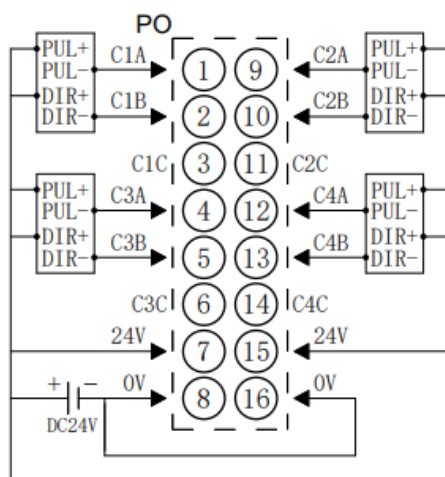 PO
PUL+ C1A 1 9 C2A PUL+
PUL- PUL-
DIR+ C1B 2 10 C2B DIR+
DIR- DIR-
C1C 3 11 C2C
PUL+ C3A 4 12 C4A PUL+
PUL- PUL-
DIR+ C3B 5 13 C4B DIR+
DIR- DIR-
C3C 6 14 C4C
24V 7 15 24V
+ - 0V 8 16 0V
DC24V